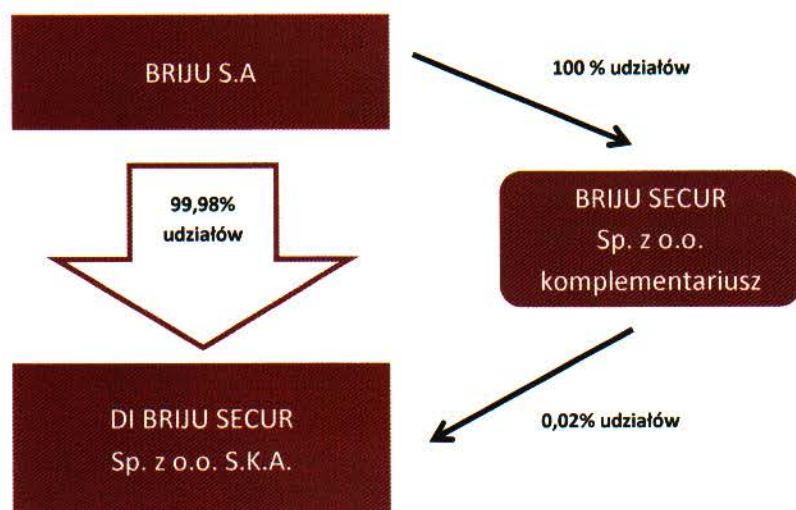 BRIJU S.A
100 % udziałów
99,98%
udziałów
BRIJU SECUR
Sp. z o.o.
komplementariusz
DI BRIJU SECUR
Sp. z o.o. S.K.A.
0,02% udziałów